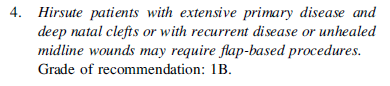 4. Hirsute patients with extensive primary disease and
deep natal clefts or with recurrent disease or unhealed
midline wounds may require flap-based procedures.
Grade of recommendation: 1B.